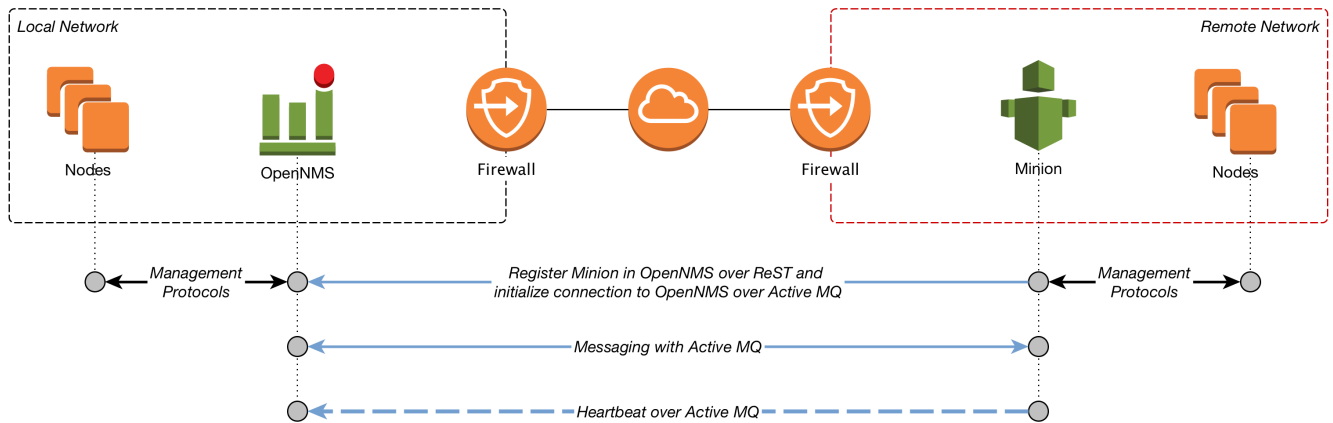 Local Network
Remote Network
Nodes
OpenNMS
Firewall
Firewall
Minion
Nodes
Management
Protocols
Register Minion in OpenNMS over ReST and
initialize connection to OpenNMS over Active MQ
Management
Protocols
Messaging with Active MQ
Heartbeat over Active MQ